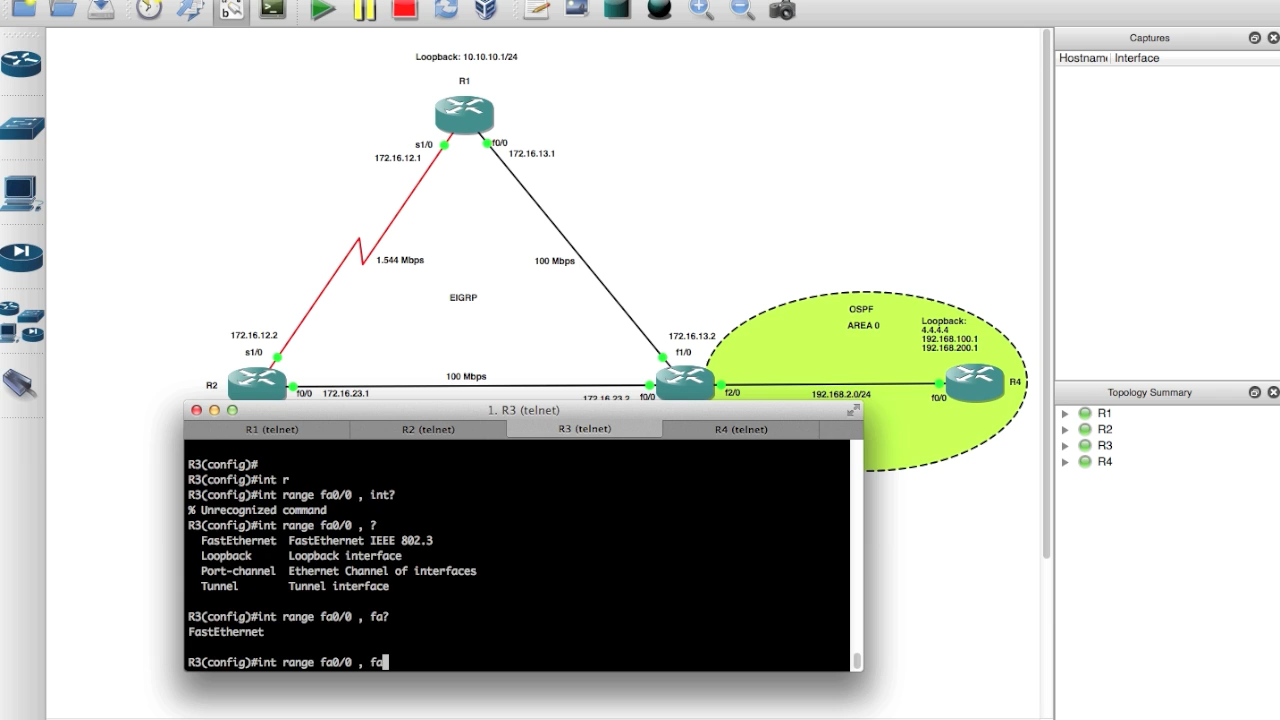 Captures
Hostname Interface
Loopback: 10.10.10.1/24
R1
s1/0
f0/0
172.16.12.1
172.16.13.1
1.544 Mbps
100 Mbps
EIGRP
OSPF
AREA 0
Loopback:
4.4.4.4
192.168.100.1
192.168.200.1
172.16.12.2
s1/0
172.16.13.2
f1/0
R2
100 Mbps
R4
f0/0
172.16.23.1
172.16.23.2
f0/0
f2/0
192.168.2.0/24
f0/0
Topology Summary
R1
R2
R3
R4
1. R3 (telnet)
R1 (telnet)
R2 (telnet)
R3 (telnet)
R4 (telnet)
R3(config)#
R3(config)#int r
R3(config)#int range fa0/0 , int?
% Unrecognized command
R3(config)#int range fa0/0 , ?
FastEthernet FastEthernet IEEE 802.3
Loopback Loopback interface
Port-channel Ethernet Channel of interfaces
Tunnel Tunnel interface
R3(config)#int range fa0/0 , fa?
FastEthernet
R3(config)#int range fa0/0 , fa